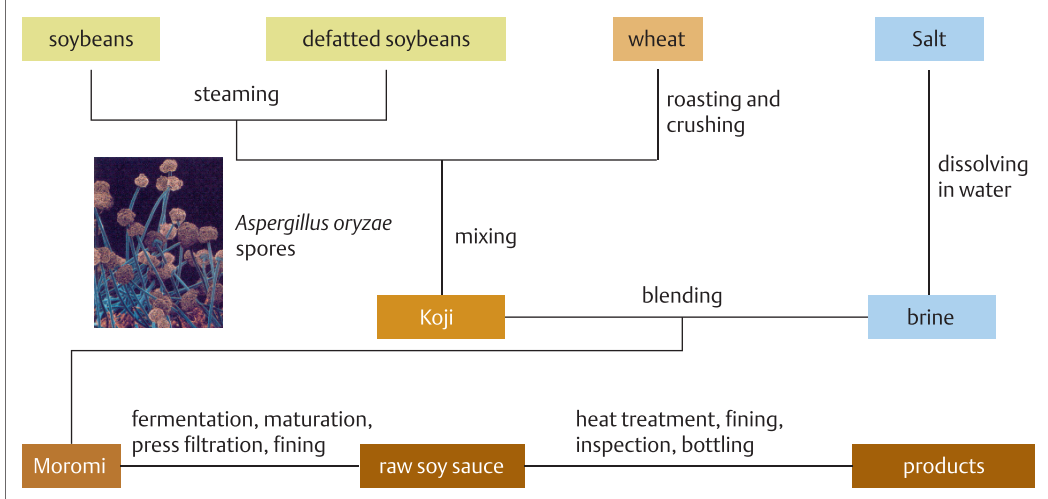 soybeans
defatted soybeans
wheat
Salt
steaming
roasting and
crushing
dissolving
in water
Aspergillus oryzae
spores
mixing
blending
Koji
brine
fermentation, maturation,
press filtration, fining
heat treatment, fining,
inspection, bottling
Moromi
raw soy sauce
products